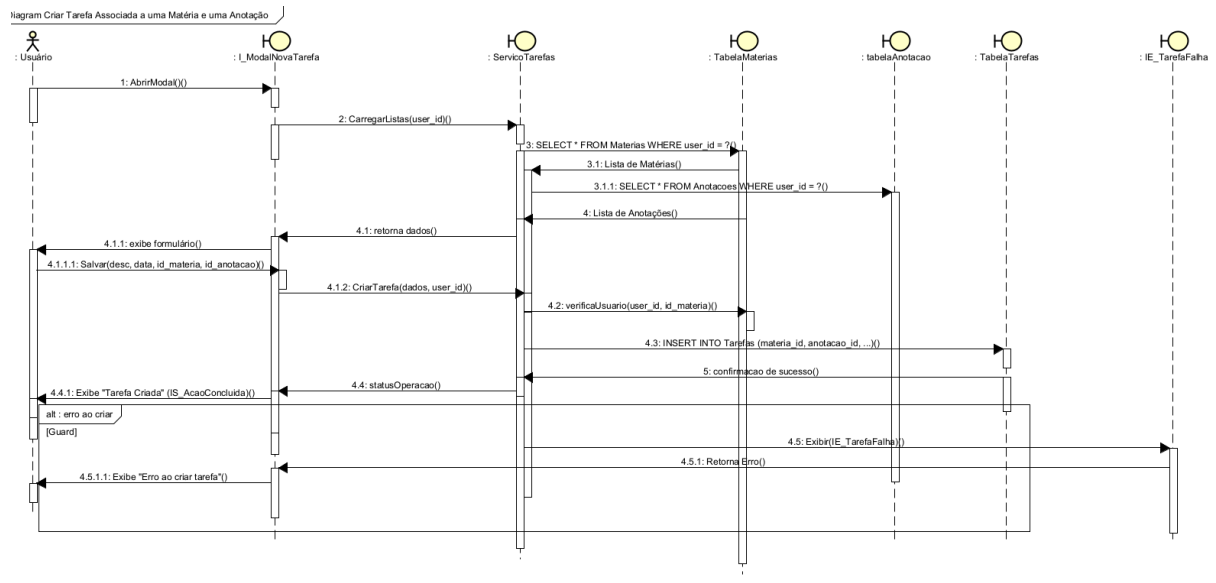 Diagram Criar Tarefa Associada a uma Matéria e uma Anotação
: Usuário
: I_ModalNovaTarefa
: ServicoTarefas
: TabelaMaterias
: tabelaAnotacao
: TabelaTarefas
: IE_TarefaFalha
1: AbrirModal()()
2: CarregarListas(user_id)()
3: SELECT * FROM Materias WHERE user_id = ?()
3.1: Lista de Matérias()
3.1.1: SELECT * FROM Anotacoes WHERE user_id = ?()
4: Lista de Anotações()
4.1: retorna dados()
4.1.1: exibe formulário()
4.1.1.1: Salvar(desc, data, id_materia, id_anotacao)()
4.1.2: CriarTarefa(dados, user_id)()
4.2: verificaUsuario(user_id, id_materia)()
4.3: INSERT INTO Tarefas (materia_id, anotacao_id, ...)()
5: confirmacao de sucesso()
4.4: statusOperacao()
4.4.1: Exibe "Tarefa Criada" (IS_AcaoConcluida)()
alt : erro ao criar
[Guard]
4.5: Exibir(IE_TarefaFalha)()
4.5.1: Retorna Erro()
4.5.1.1: Exibe "Erro ao criar tarefa"()